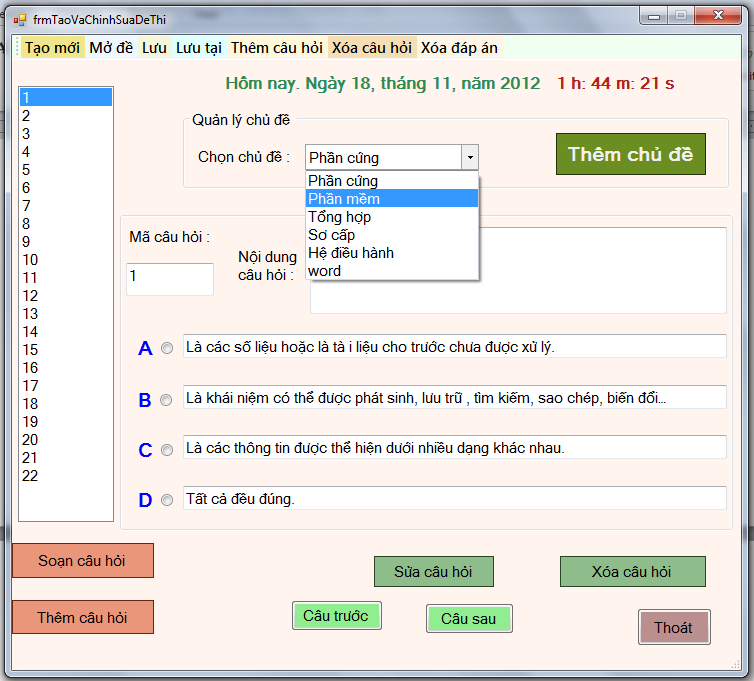 frmTaoVaChinhSuaDeThi
Tạo mới Mở đề Lưu Lưu tại Thêm câu hỏi Xóa câu hỏi Xóa đáp án
Hôm nay. Ngày 18, tháng 11, năm 2012 1 h: 44 m: 21 s
Quản lý chủ đề
Chọn chủ đề : Phần cứng
Thêm chủ đề
Phần cứng
Phần mềm
Tổng hợp
Sơ cấp
Hệ điều hành
word
1
2
3
4
5
6
7
8
9
10
11
12
13
14
15
16
17
18
19
20
21
22
Mã câu hỏi :
1
Nội dung
câu hỏi :
A Là các số liệu hoặc là tà i liệu cho trước chưa được xử lý.
B Là khái niệm có thể được phát sinh, lưu trữ , tìm kiếm, sao chép, biến đổi...
C Là các thông tin được thể hiện dưới nhiều dạng khác nhau.
D Tất cả đều đúng.
Soạn câu hỏi
Sửa câu hỏi
Xóa câu hỏi
Thêm câu hỏi
Câu trước
Câu sau
Thoát